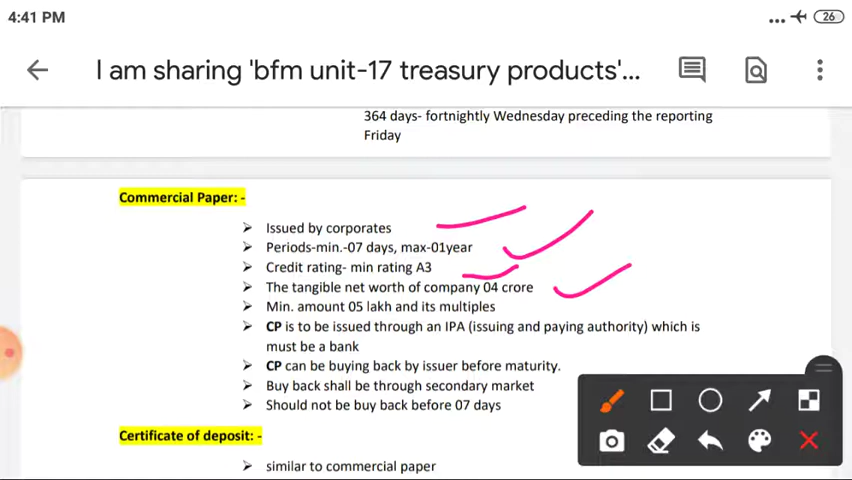 4:41 PM
26
I am sharing 'bfm unit-17 treasury products'...
364 days- fortnightly Wednesday preceding the reporting
Friday
Commercial Paper: -
Issued by corporates
Periods-min.-07 days, max-01year
Credit rating- min rating A3
The tangible net worth of company 04 crore
Min. amount 05 lakh and its multiples
CP is to be issued through an IPA (issuing and paying authority) which is
must be a bank
CP can be buying back by issuer before maturity.
Buy back shall be through secondary market
Should not be buy back before 07 days
Certificate of deposit: -
similar to commercial paper